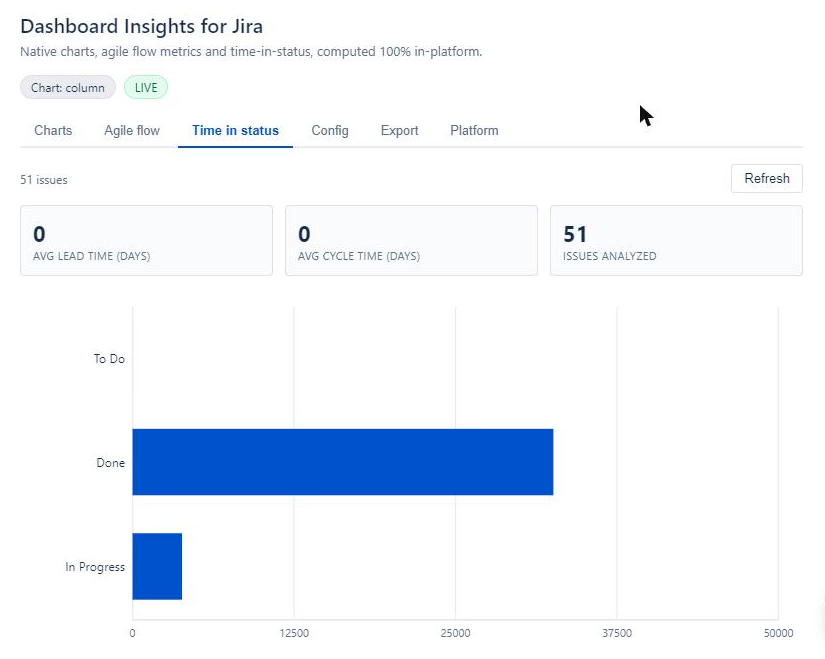 Dashboard Insights for Jira
Native charts, agile flow metrics and time-in-status, computed 100% in-platform.
Chart: column LIVE
Charts Agile flow Time in status Config Export Platform
51 issues Refresh
0 0 51
AVG LEAD TIME (DAYS) AVG CYCLE TIME (DAYS) ISSUES ANALYZED
To Do
Done
In Progress
0 12500 25000 37500 50000